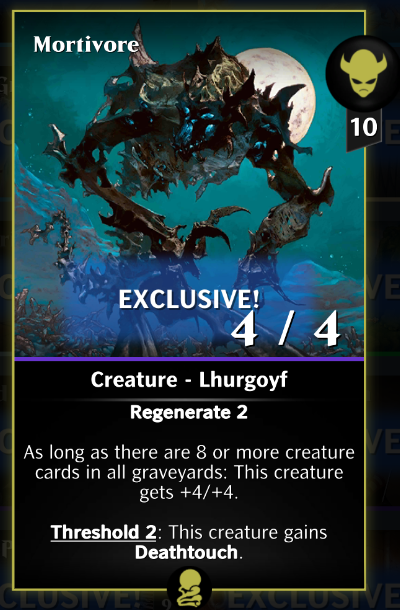 Mortivore
10
EXCLUSIVE!
4 / 4
Creature - Lhurgoyf
Regenerate 2
As long as there are 8 or more creature
cards in all graveyards: This creature
gets +4/+4.
Threshold 2: This creature gains
Deathtouch.